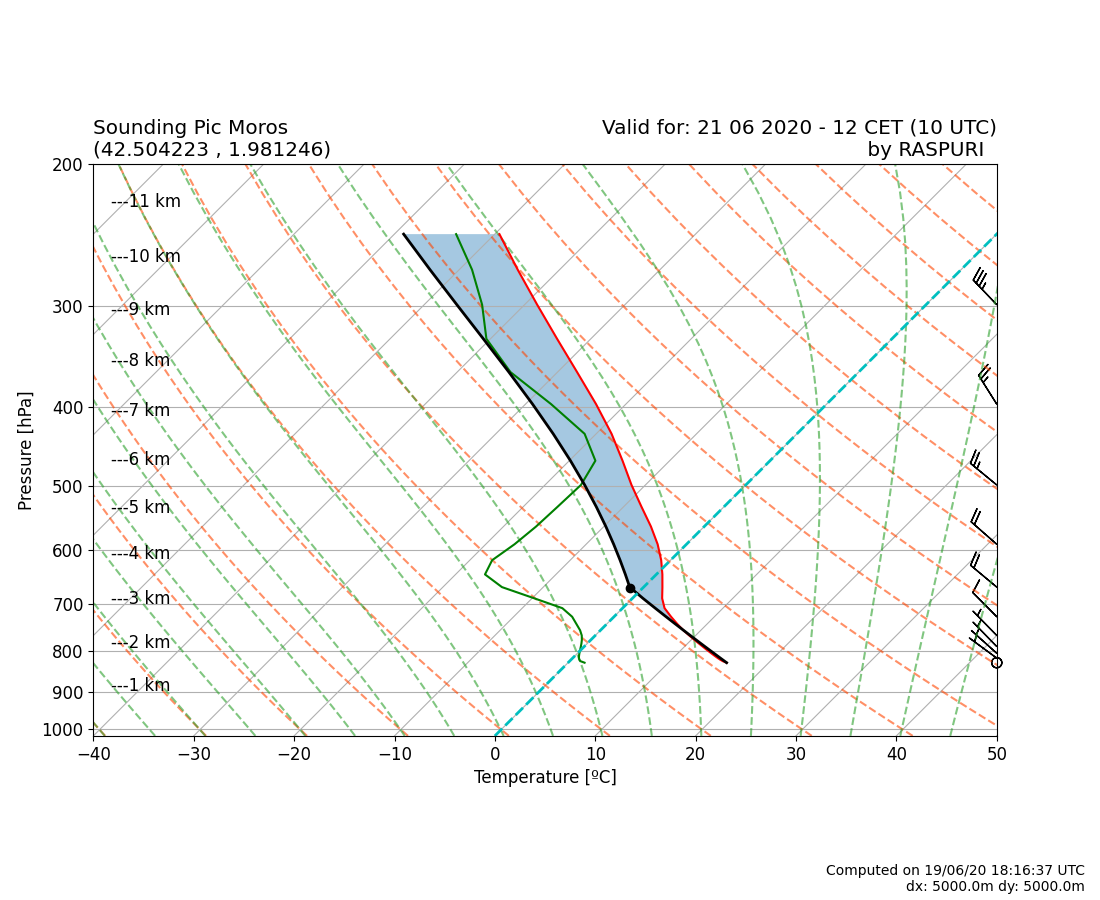 Sounding Pic Moros
(42.504223 , 1.981246)
Valid for: 21 06 2020 - 12 CET (10 UTC)
by RASPURI
200
---11 km
---10 km
300
---9 km
---8 km
400
---7 km
---6 km
500
---5 km
600
---4 km
700
---3 km
800
---2 km
900
---1 km
1000
Pressure [hPa]
−40 −30 −20 −10 0 10 20 30 40 50
Temperature [ºC]
Computed on 19/06/20 18:16:37 UTC
dx: 5000.0m dy: 5000.0m